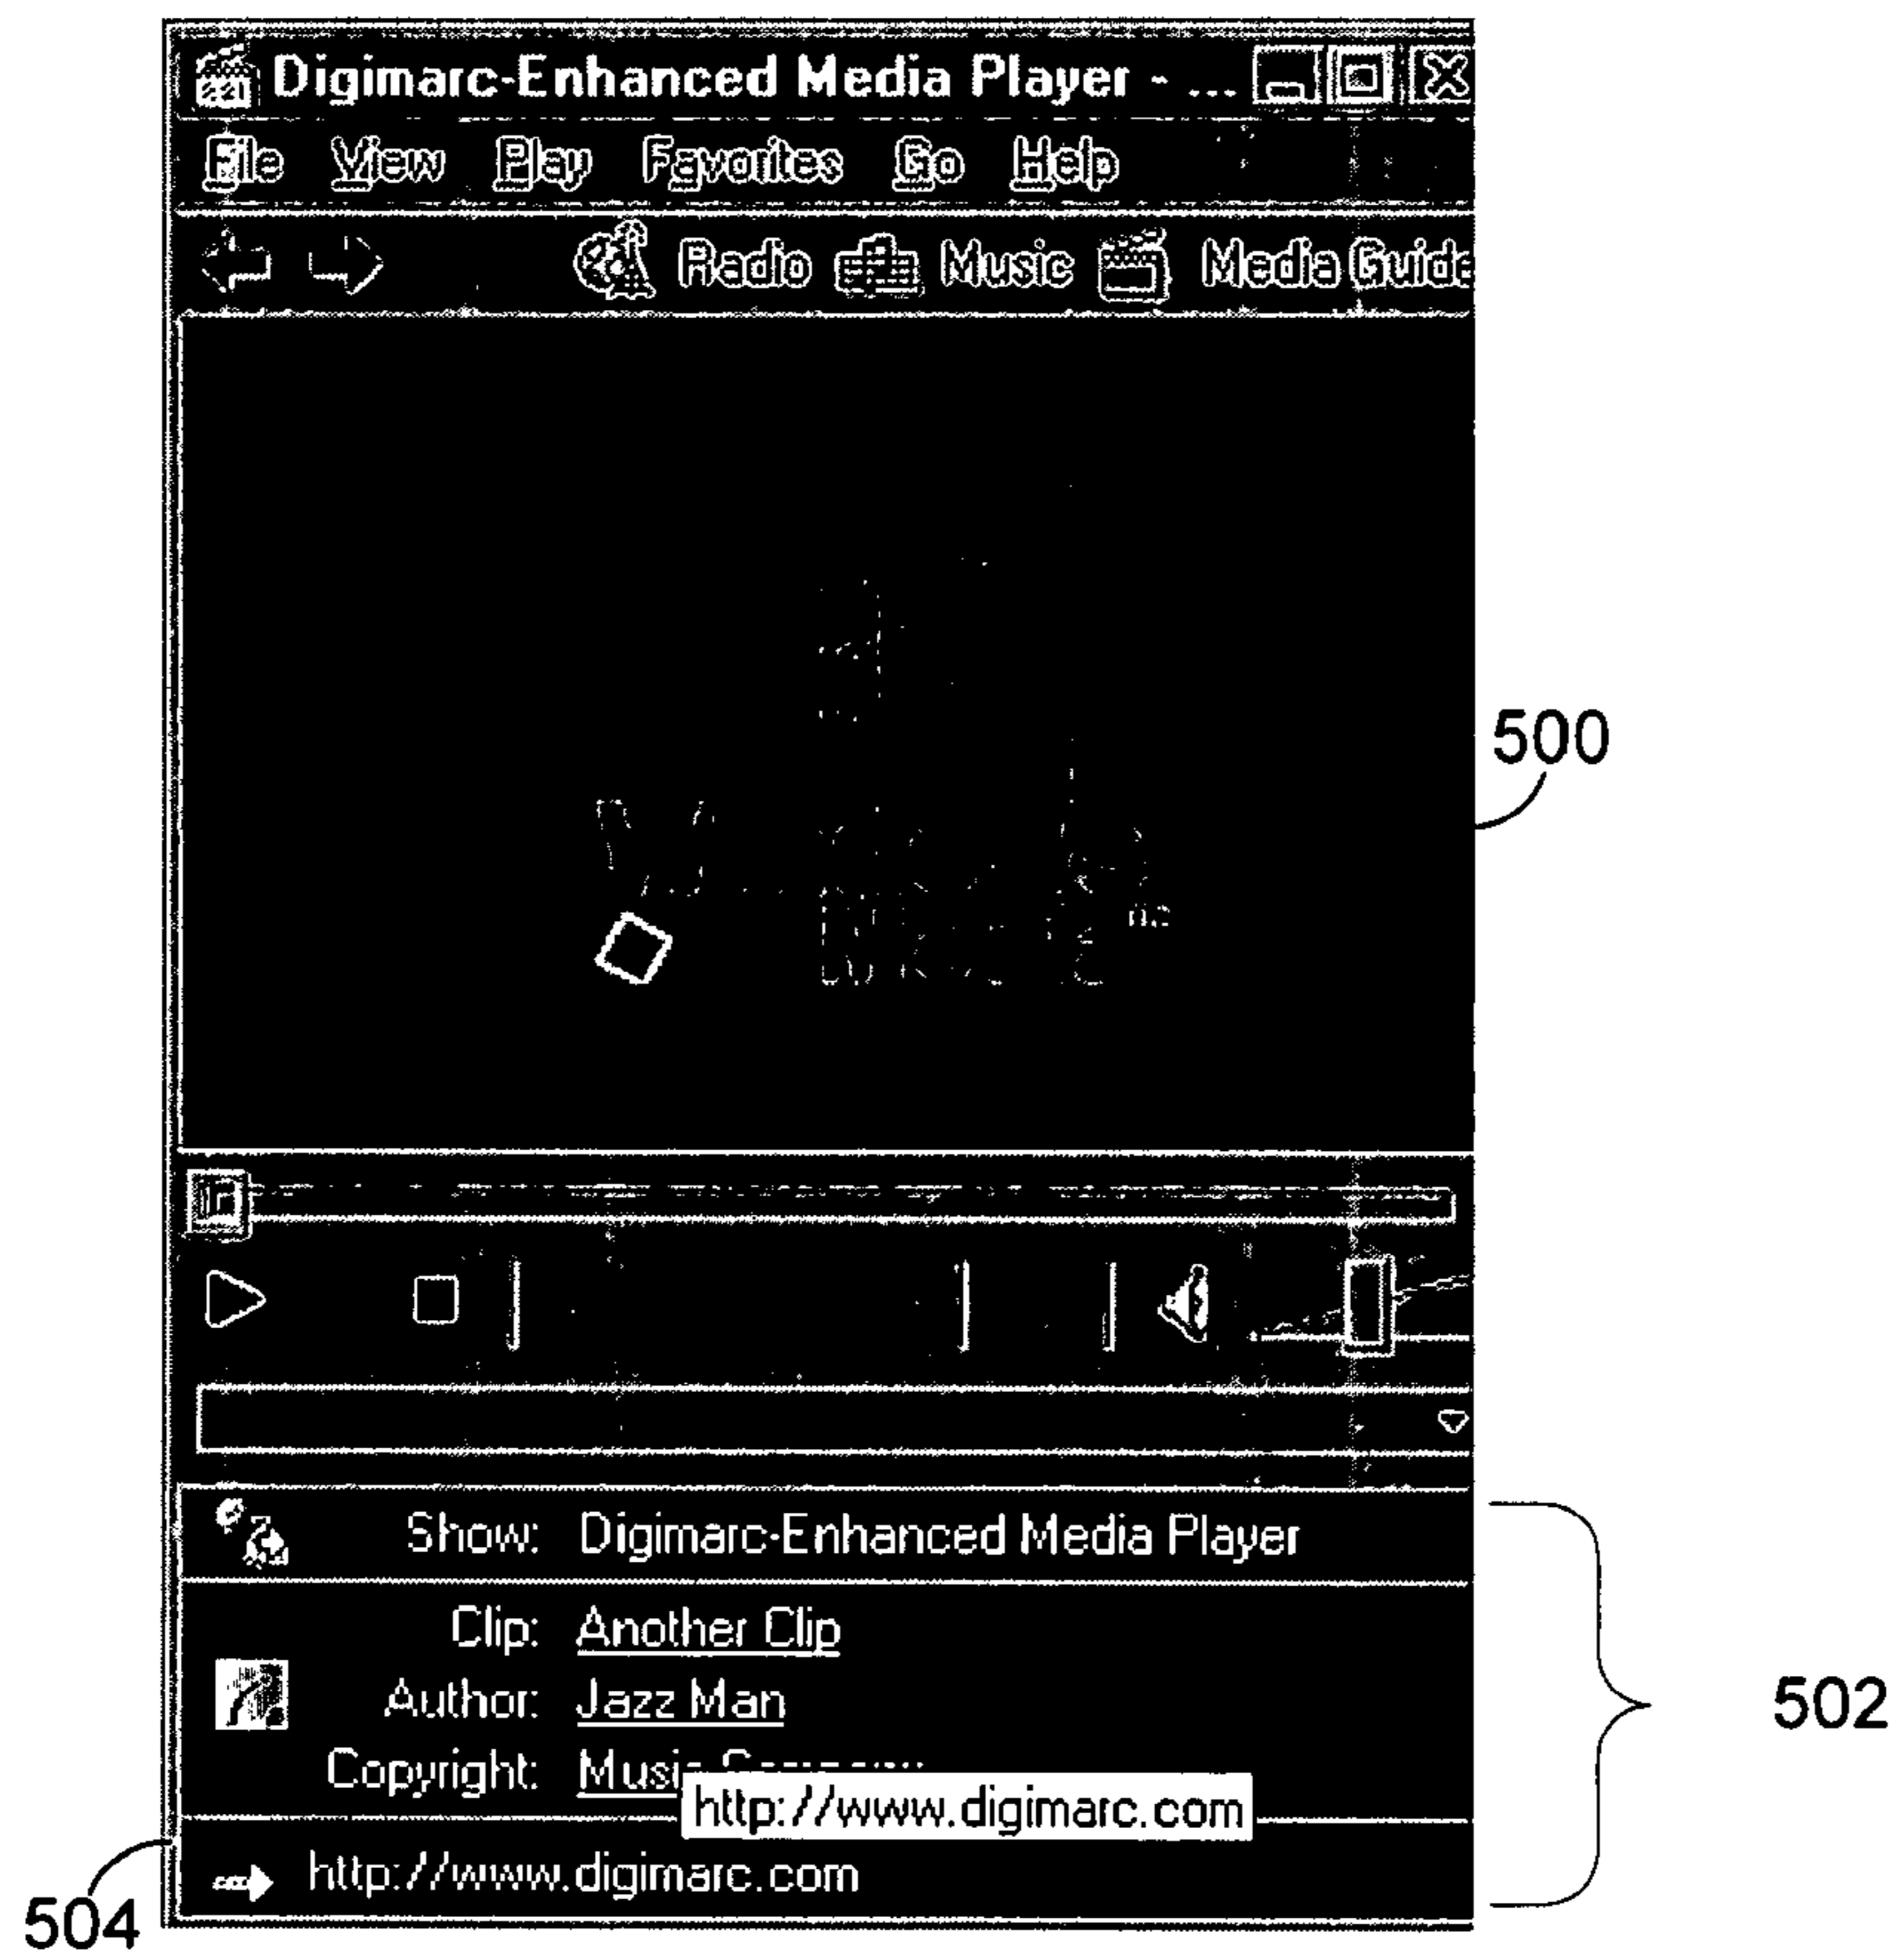 Digimarc-Enhanced Media Player - ...
File View Play Favorites Go Help
Radio Music Media Guide
500
Show: Digimarc-Enhanced Media Player
Clip: Another Clip
Author: Jazz Man
Copyright: Music
http://www.digimarc.com
502
http://www.digimarc.com
504